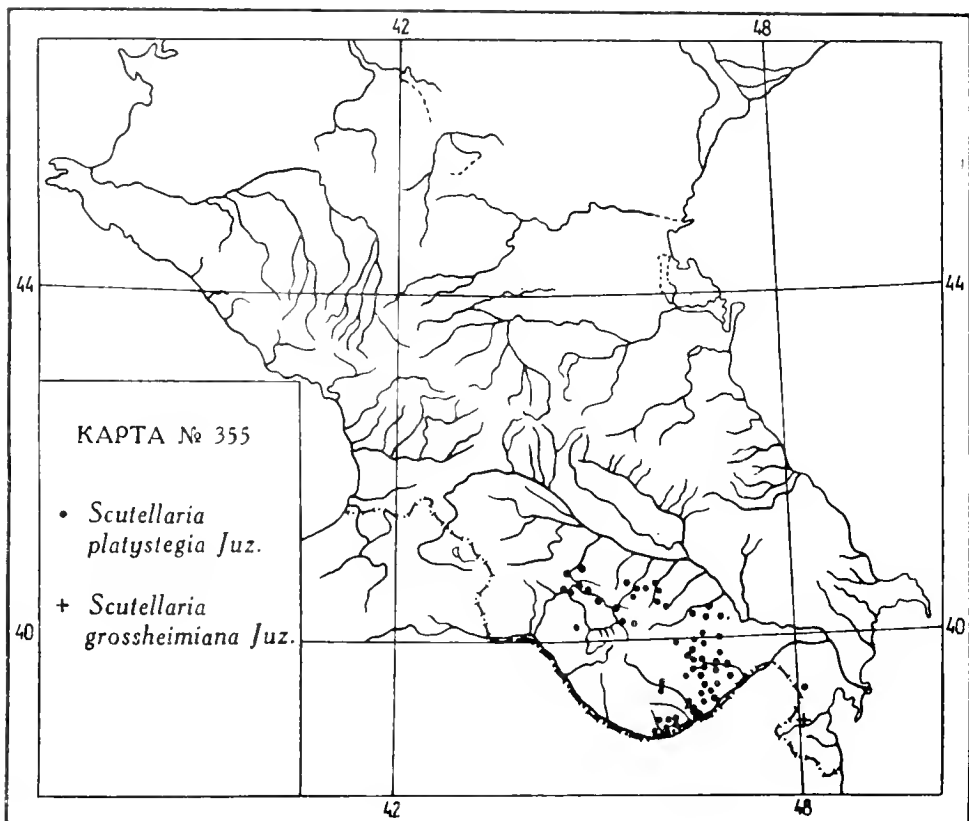 42 48
44 44
КАРТА № 355
• Scutellaria
platystegia Juz.
+ Scutellaria
grossheimiana Juz.
40 40
42 48